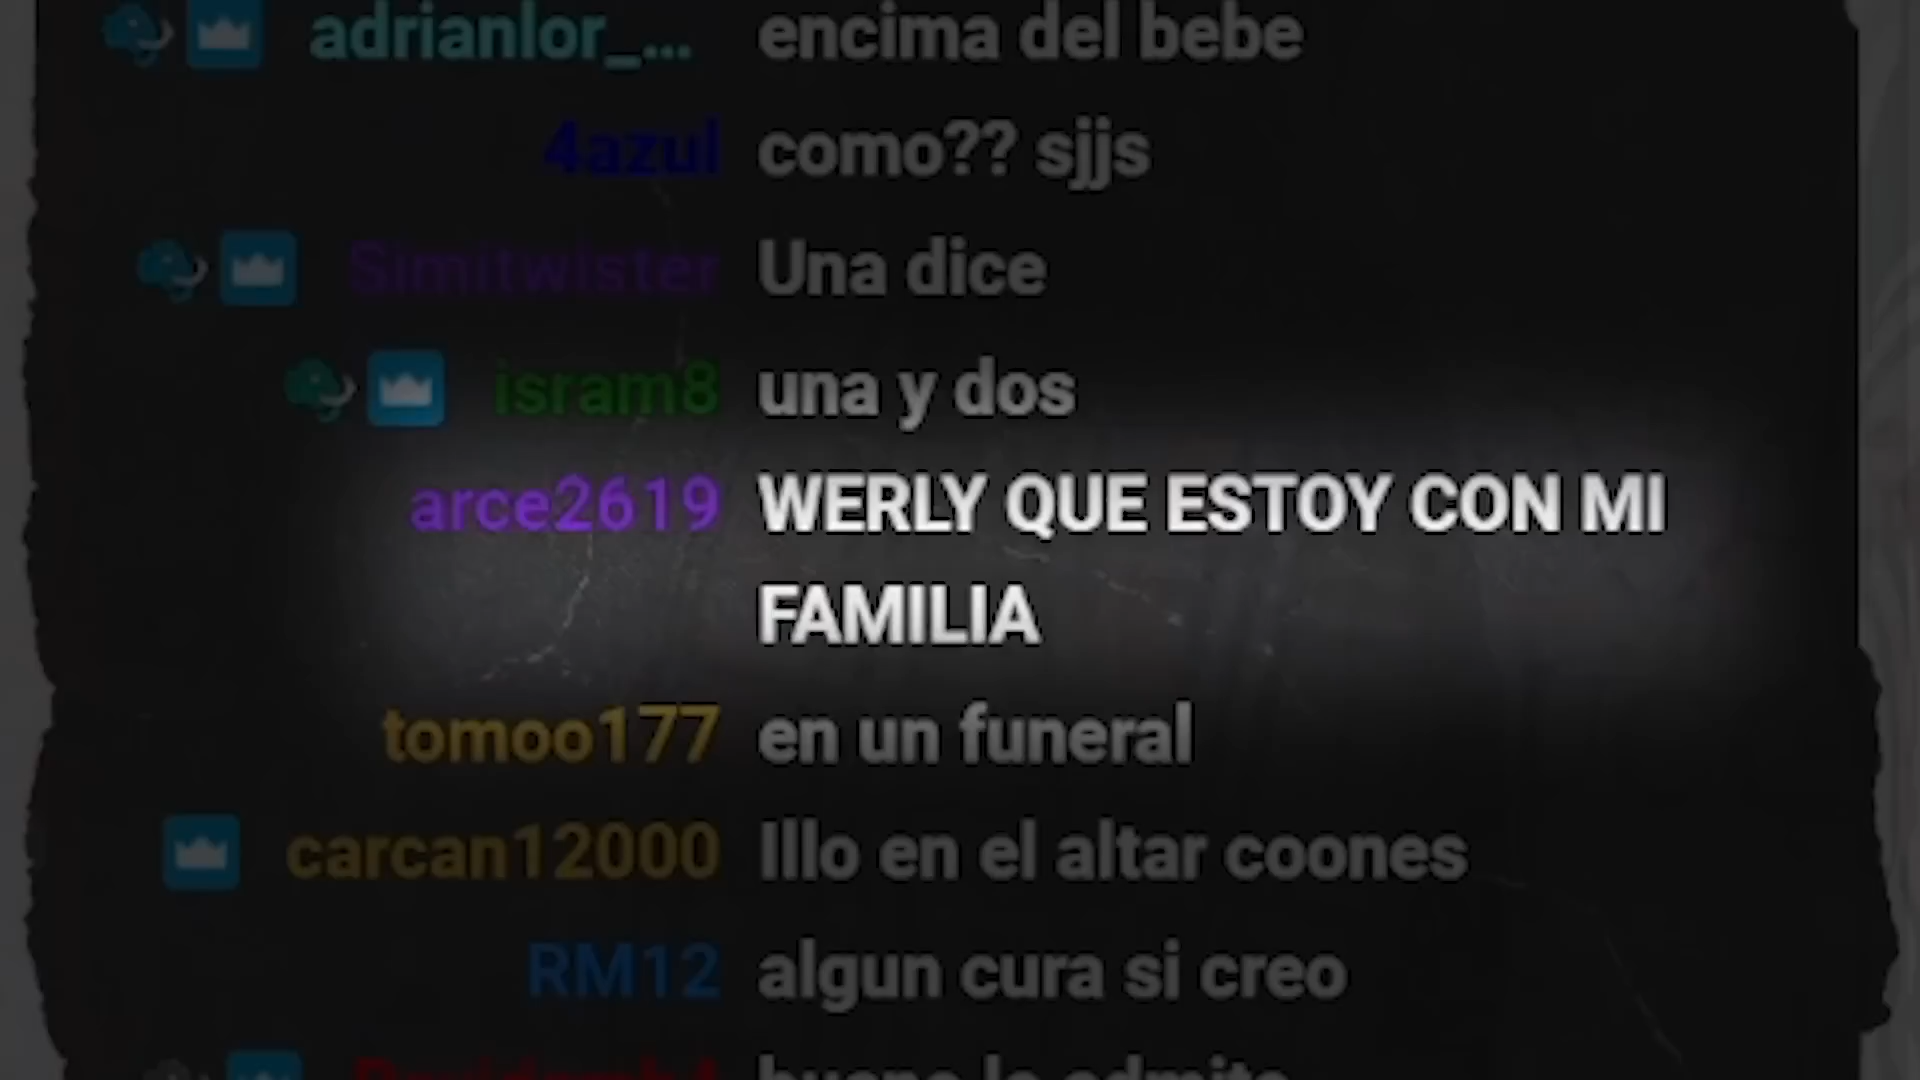 adrianlor_... encima del bebe
4azul como?? sjjs
Simitwister Una dice
isram8 una y dos
arce2619 WERLY QUE ESTOY CON MI
FAMILIA
tomoo177 en un funeral
carcan12000 Illo en el altar coones
RM12 algun cura si creo